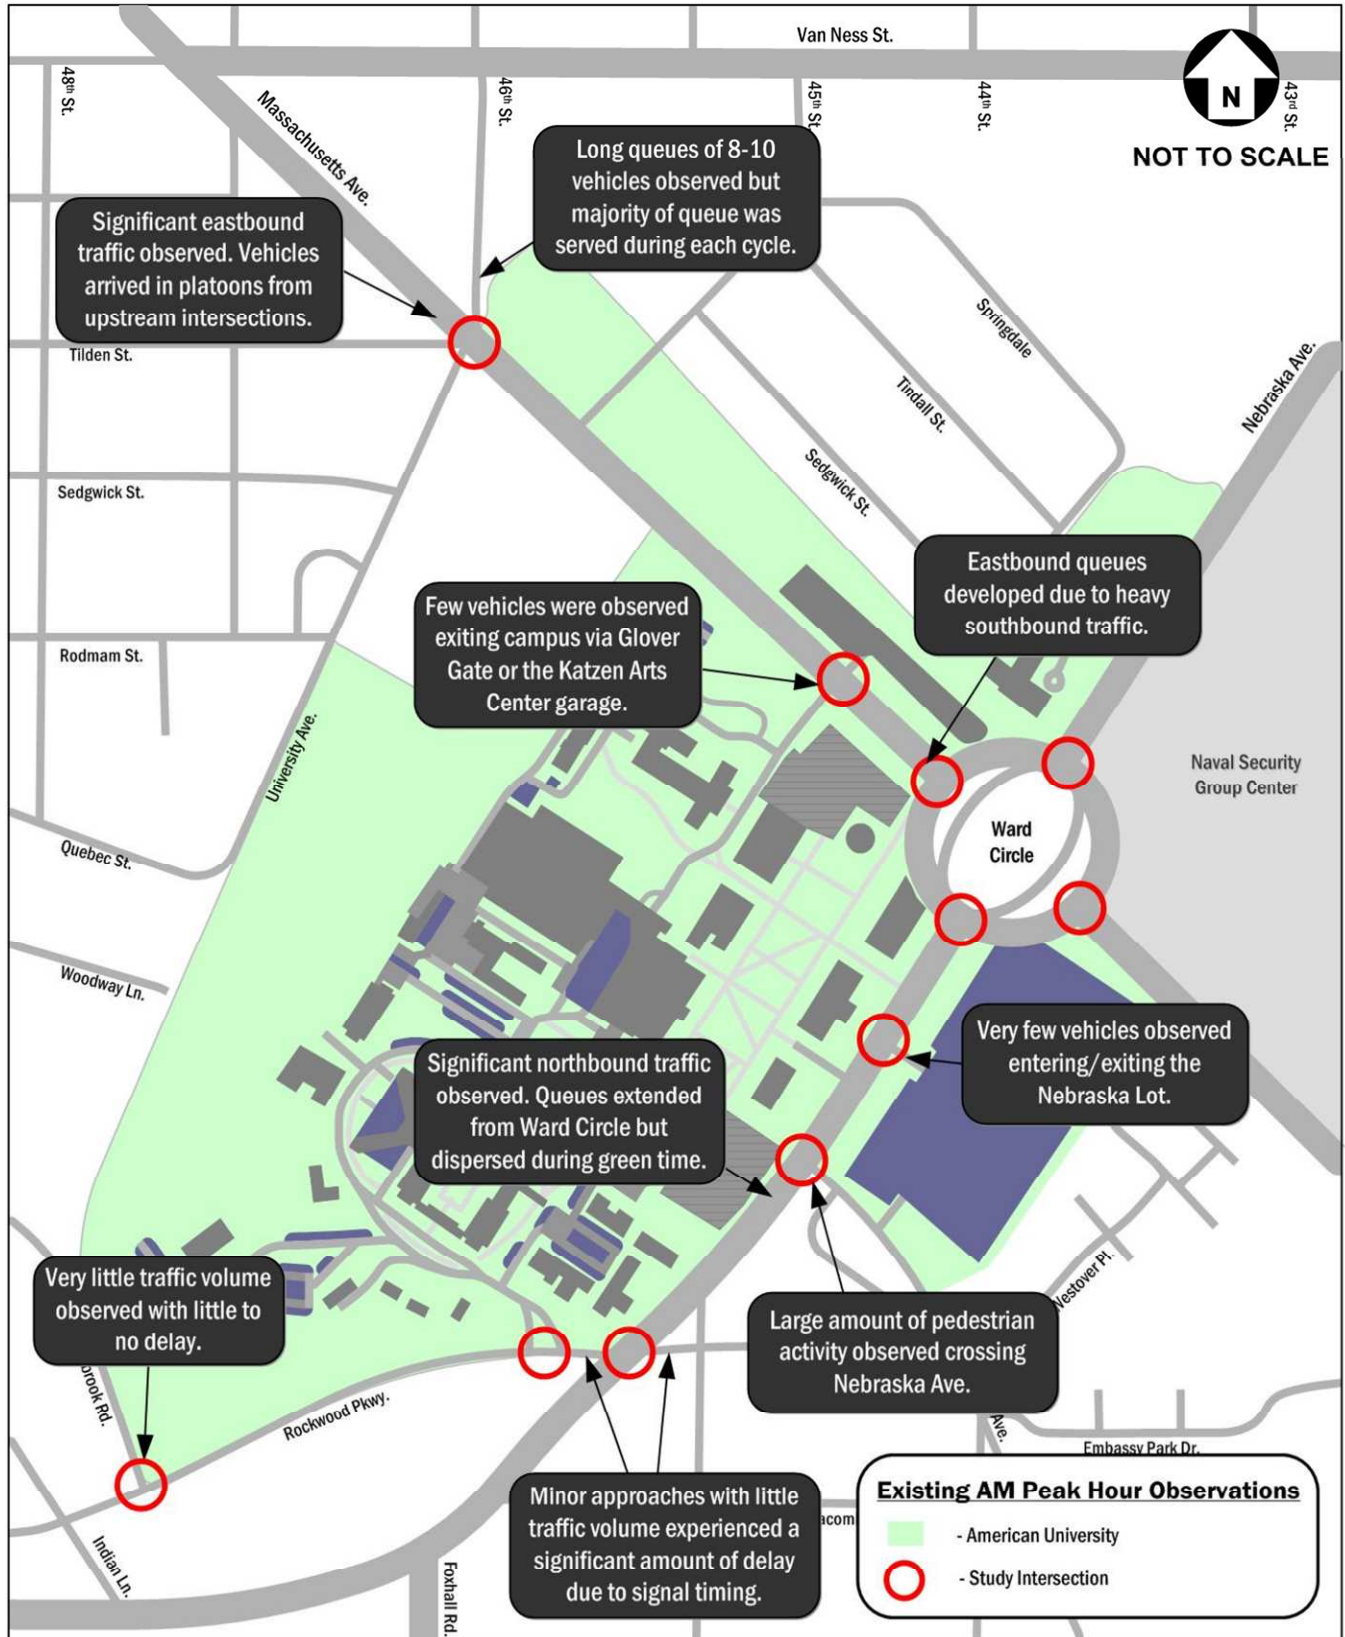 Van Ness St.
48th St.
46th St.
45th St.
44th St.
43rd St.
N
NOT TO SCALE
Massachusetts Ave.
Long queues of 8-10
vehicles observed but
majority of queue was
served during each cycle.
Significant eastbound
traffic observed. Vehicles
arrived in platoons from
upstream intersections.
Tilden St.
Springdale
Tindall St.
Nebraska Ave.
Sedgwick St.
Sedgwick St.
Eastbound queues
developed due to heavy
southbound traffic.
Few vehicles were observed
exiting campus via Glover
Gate or the Katzen Arts
Center garage.
Rodmam St.
University Ave.
Naval Security
Group Center
Ward
Circle
Quebec St.
Woodway Ln.
Very few vehicles observed
entering/exiting the
Nebraska Lot.
Significant northbound traffic
observed. Queues extended
from Ward Circle but
dispersed during green time.
Westover Pl.
Very little traffic volume
observed with little to
no delay.
Large amount of pedestrian
activity observed crossing
Nebraska Ave.
brook Rd.
Rockwood Pkwy.
Ave.
Embassy Park Dr.
Minor approaches with little
traffic volume experienced a
significant amount of delay
due to signal timing.
acom
Indian Ln.
Foxhall Rd.
Existing AM Peak Hour Observations
- American University
- Study Intersection